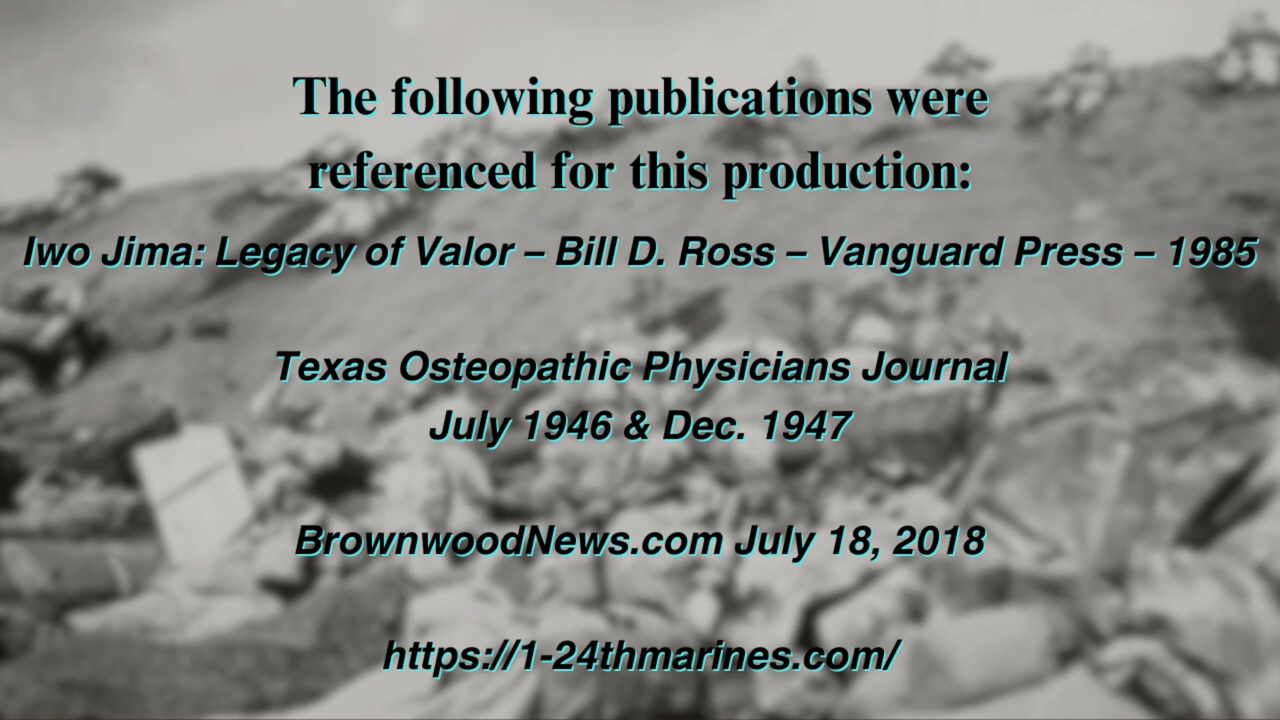 The following publications were
referenced for this production:
Iwo Jima: Legacy of Valor – Bill D. Ross – Vanguard Press – 1985
Texas Osteopathic Physicians Journal
July 1946 & Dec. 1947
BrownwoodNews.com July 18, 2018
https://1-24thmarines.com/